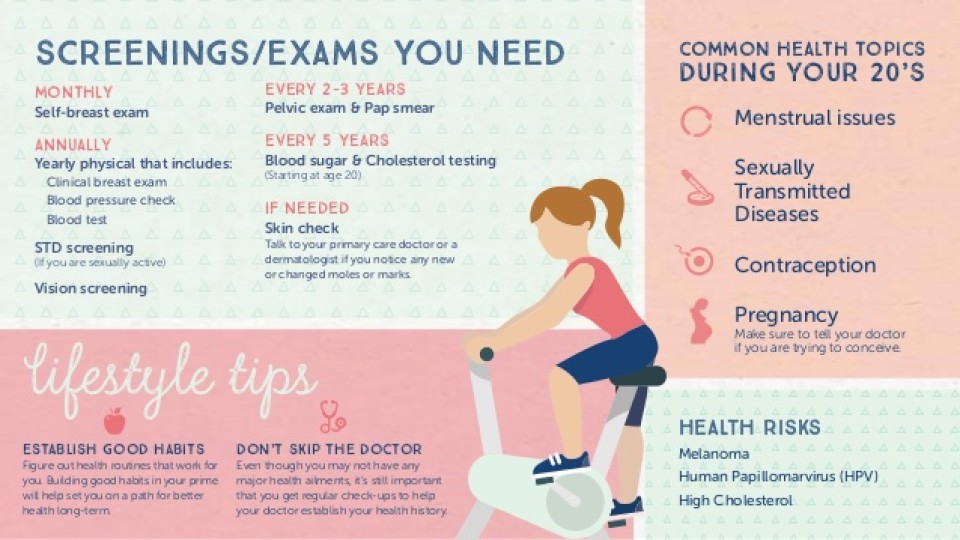 SCREENINGS/EXAMS YOU NEED
MONTHLY
Self-breast exam
ANNUALLY
Yearly physical that includes:
Clinical breast exam
Blood pressure check
Blood test
STD screening
(If you are sexually active)
Vision screening
EVERY 2-3 YEARS
Pelvic exam & Pap smear
EVERY 5 YEARS
Blood sugar & Cholesterol testing
(Starting at age 20)
IF NEEDED
Skin check
Talk to your primary care doctor or a
dermatologist if you notice any new
or changed moles or marks.
COMMON HEALTH TOPICS
DURING YOUR 20'S
Menstrual issues
Sexually
Transmitted
Diseases
Contraception
Pregnancy
Make sure to tell your doctor
if you are trying to conceive.
lifestyle tips
ESTABLISH GOOD HABITS
Figure out health routines that work for
you. Building good habits in your prime
will help set you on a path for better
health long-term.
DON'T SKIP THE DOCTOR
Even though you may not have any
major health ailments, it's still important
that you get regular check-ups to help
your doctor establish your health history.
HEALTH RISKS
Melanoma
Human Papillomarvirus (HPV)
High Cholesterol